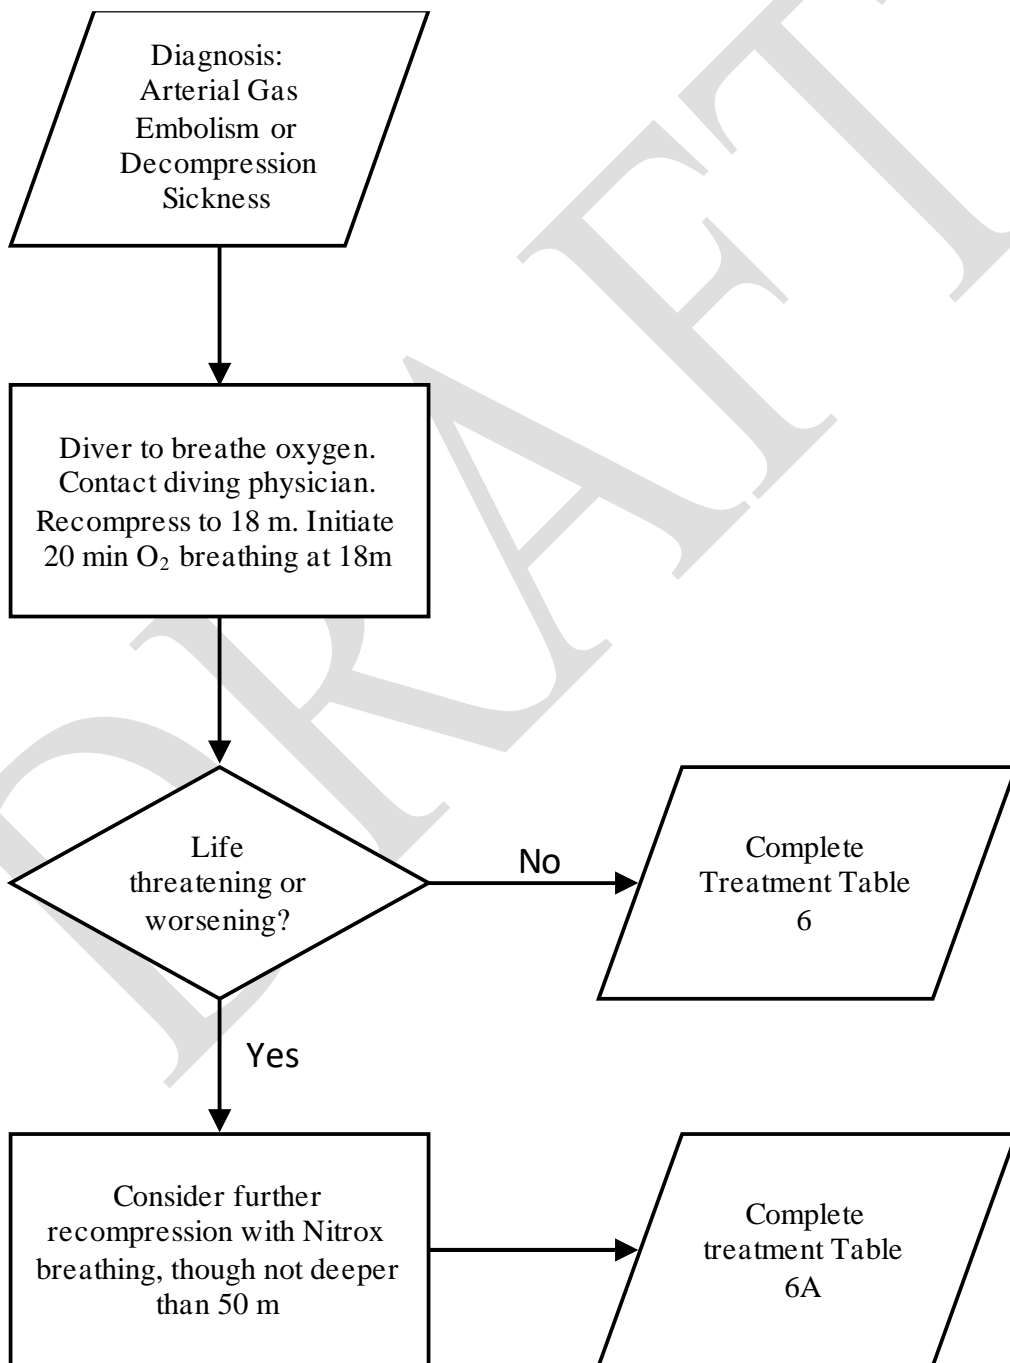 Diagnosis:
Arterial Gas
Embolism or
Decompression
Sickness
Diver to breathe oxygen.
Contact diving physician.
Recompress to 18 m. Initiate
20 min O₂ breathing at 18m
Life
threatening or
worsening?
No
Complete
Treatment Table
6
Yes
Consider further
recompression with Nitrox
breathing, though not deeper
than 50 m
Complete
treatment Table
6A
DRAFT